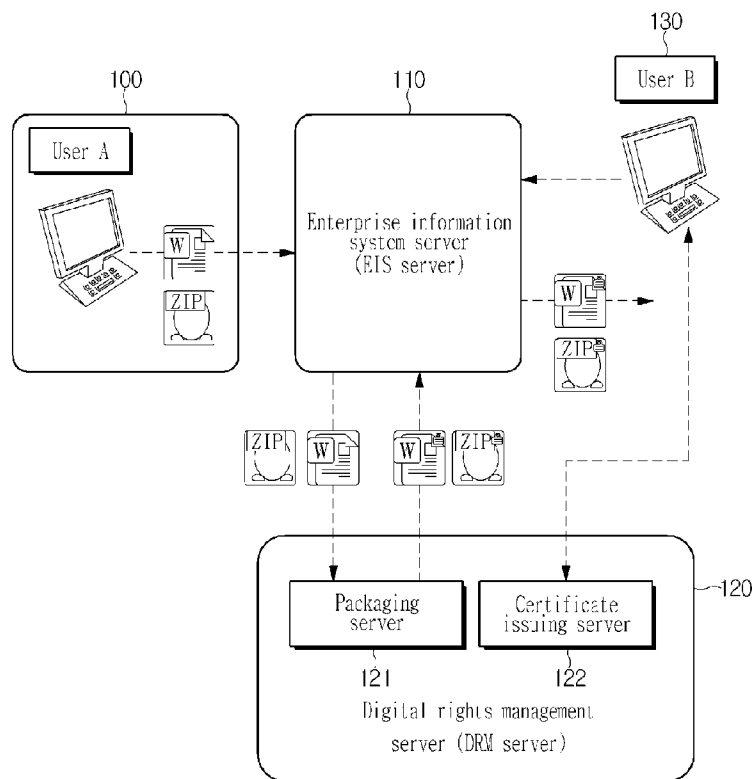 130
100
110
User B
User A
Enterprise information
system server
(EIS server)
W
ZIP
W
ZIP
ZIP
W
W
ZIP
120
Packaging
server
Certificate
issuing server
121
122
Digital rights management
server (DRM server)